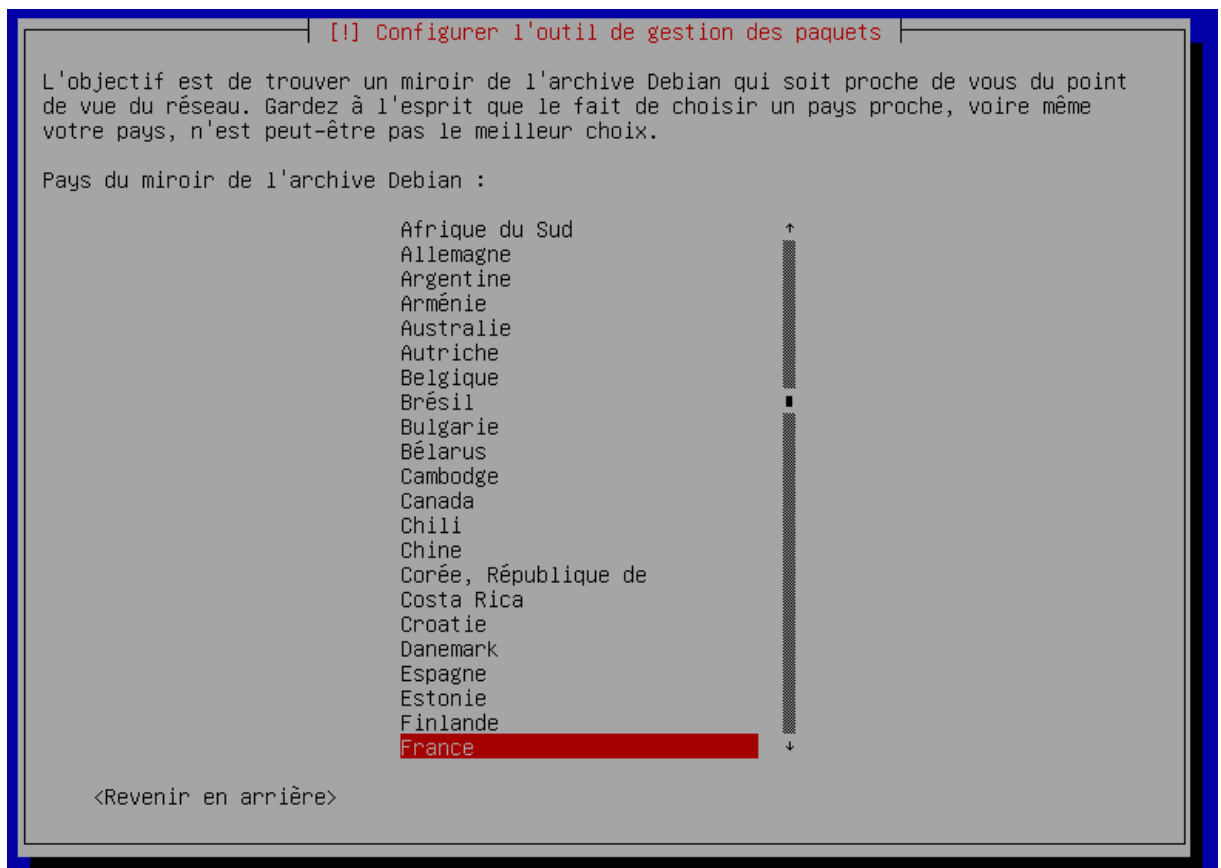 [!] Configurer l'outil de gestion des paquets
L'objectif est de trouver un miroir de l'archive Debian qui soit proche de vous du point
de vue du réseau. Gardez à l'esprit que le fait de choisir un pays proche, voire même
votre pays, n'est peut-être pas le meilleur choix.
Pays du miroir de l'archive Debian :
Afrique du Sud
Allemagne
Argentine
Arménie
Australie
Autriche
Belgique
Brésil
Bulgarie
Bélarus
Cambodge
Canada
Chili
Chine
Corée, République de
Costa Rica
Croatie
Danemark
Espagne
Estonie
Finlande
France
<Revenir en arrière>